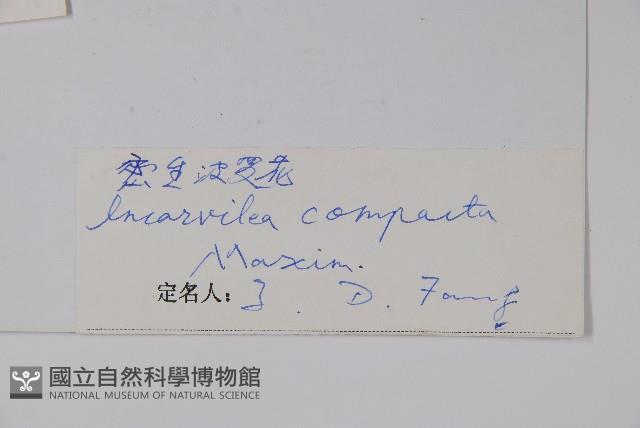 密生波罗花
Incarvilea compacta
Maxim.
定名人: Z. D. Fang
國立自然科學博物館
NATIONAL MUSEUM OF NATURAL SCIENCE